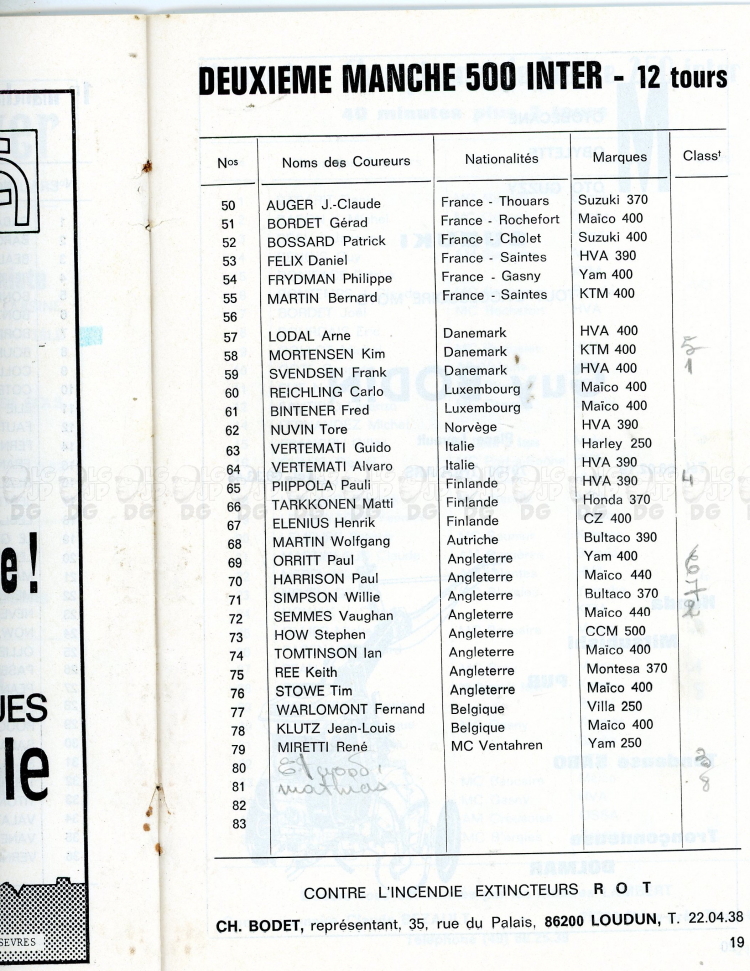 DEUXIEME MANCHE 500 INTER - 12 tours
Nos Noms des Coureurs Nationalités Marques Classt
50 AUGER J.-Claude France - Thouars Suzuki 370
51 BORDET Gérad France - Rochefort Maïco 400
52 BOSSARD Patrick France - Cholet Suzuki 400
53 FELIX Daniel France - Saintes HVA 390
54 FRYDMAN Philippe France - Gasny Yam 400
55 MARTIN Bernard France - Saintes KTM 400
56
57 LODAL Arne Danemark HVA 400
58 MORTENSEN Kim Danemark KTM 400 5
59 SVENDSEN Frank Danemark HVA 400 1
60 REICHLING Carlo Luxembourg Maïco 400
61 BINTENER Fred Luxembourg Maïco 400
62 NUVIN Tore Norvège HVA 390
63 VERTEMATI Guido Italie Harley 250
64 VERTEMATI Alvaro Italie HVA 390
65 PIPPOLA Pauli Finlande HVA 390 4
66 TARKKONEN Matti Finlande Honda 370
67 ELENIUS Henrik Finlande CZ 400
68 MARTIN Wolfgang Autriche Bultaco 390
69 ORRITT Paul Angleterre Yam 400
70 HARRISON Paul Angleterre Maïco 440
71 SIMPSON Willie Angleterre Bultaco 370
72 SEMMES Vaughan Angleterre Maïco 440
73 HOW Stephen Angleterre CCM 500
74 TOMTINSON Ian Angleterre Maïco 400
75 REE Keith Angleterre Montesa 370
76 STOWE Tim Angleterre Maïco 400
77 WARLOMONT Fernand Belgique Villa 250
78 KLUTZ Jean-Louis Belgique Maïco 400
79 MIRETTI René MC Ventahren Yam 250
80 3
81 mathias 8
82
83
CONTRE L'INCENDIE EXTINCTEURS R O T
CH. BODET, représentant, 35, rue du Palais, 86200 LOUDUN, T. 22.04.38
19
e!
UES
le
SEVRES